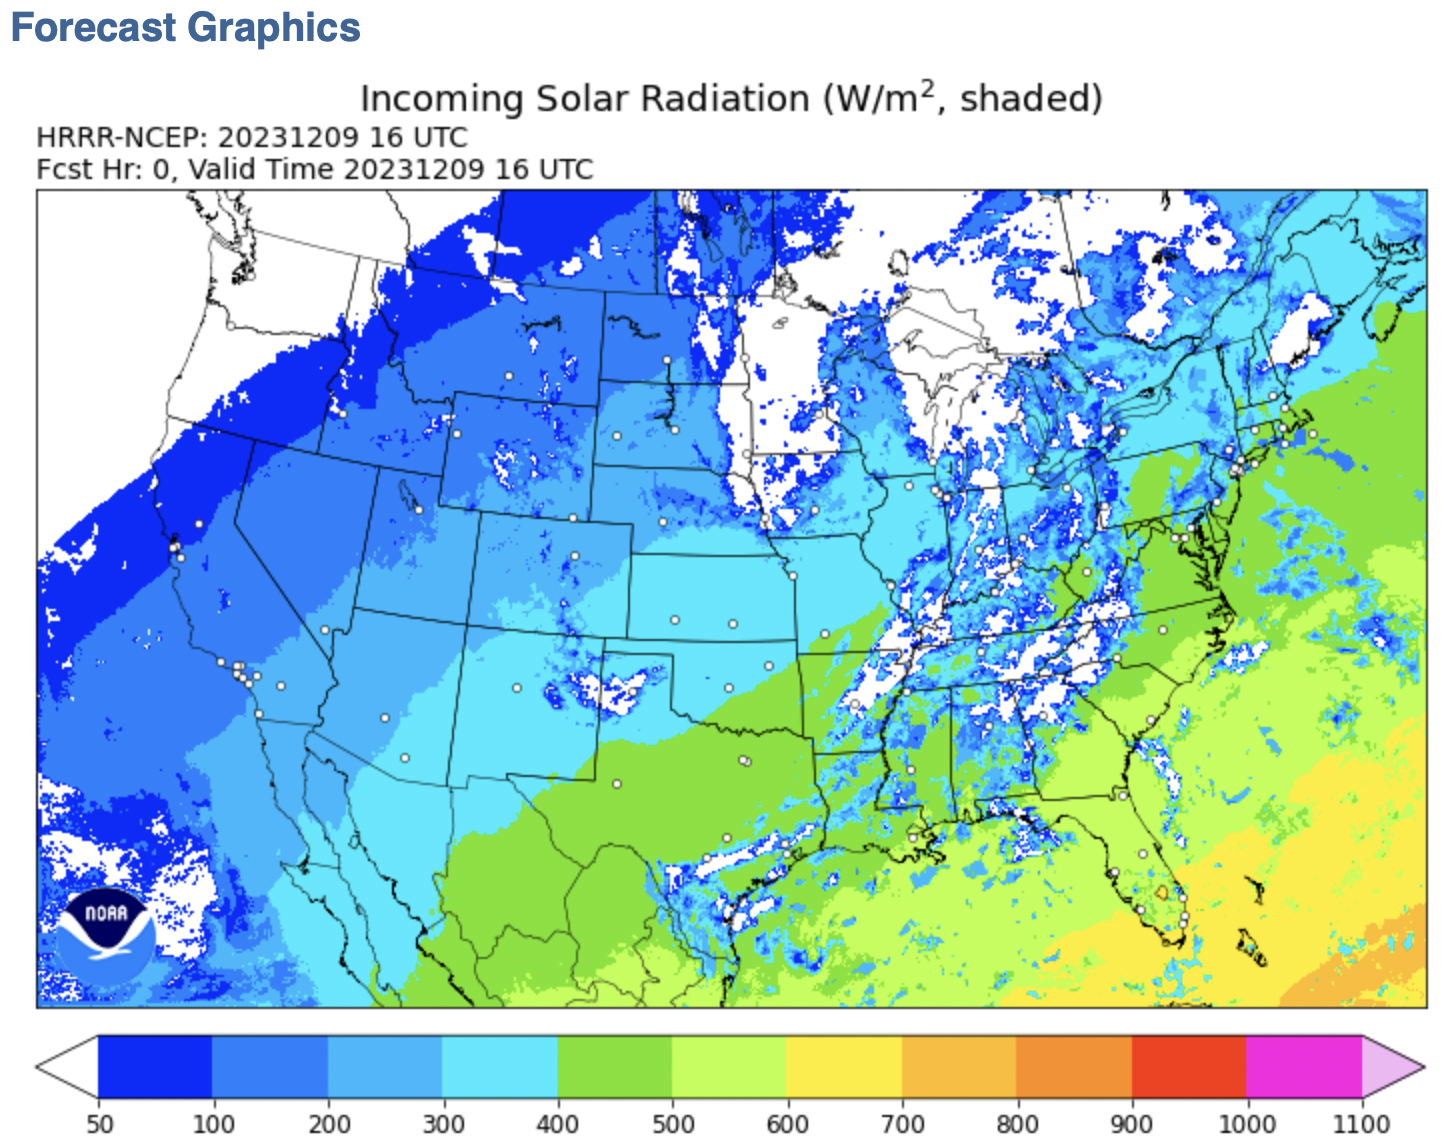 Forecast Graphics
Incoming Solar Radiation (W/m², shaded)
HRRR-NCEP: 20231209 16 UTC
Fcst Hr: 0, Valid Time 20231209 16 UTC
NOAA
50 100 200 300 400 500 600 700 800 900 1000 1100